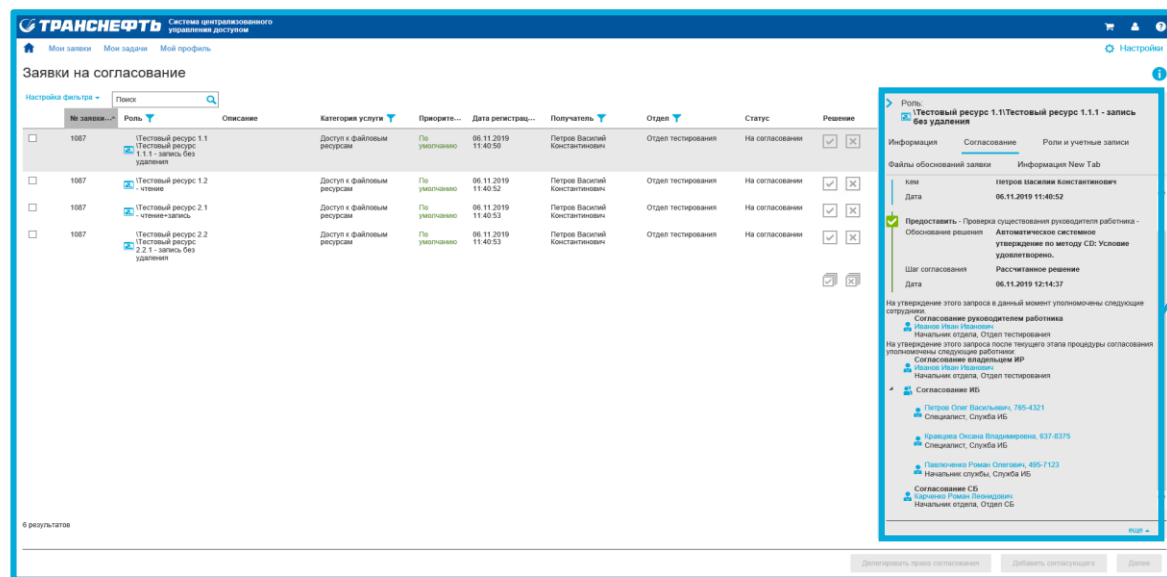 ТРАНСНЕФТЬ
Система централизованного
управления доступом
Мои заявки Мои задачи Мой профиль
Настройки
Заявки на согласование
Настройка фильтра
Поиск
№ заявки... Роль Описание Категория услуги Приорите... Дата регистрац... Получатель Отдел Статус Решение
1087 \Тестовый ресурс 1.1 \Тестовый ресурс 1.1.1 - запись без удаления Доступ к файловым ресурсам По умолчанию 06.11.2019 11:40:50 Петров Василий Константинович Отдел тестирования На согласовании
1087 \Тестовый ресурс 1.2 - чтение Доступ к файловым ресурсам По умолчанию 06.11.2019 11:40:52 Петров Василий Константинович Отдел тестирования На согласовании
1087 \Тестовый ресурс 2.1 - чтение+запись Доступ к файловым ресурсам По умолчанию 06.11.2019 11:40:53 Петров Василий Константинович Отдел тестирования На согласовании
1087 \Тестовый ресурс 2.2 \Тестовый ресурс 2.2.1 - запись без удаления Доступ к файловым ресурсам По умолчанию 06.11.2019 11:40:53 Петров Василий Константинович Отдел тестирования На согласовании
6 результатов
Роль:
\Тестовый ресурс 1.1\Тестовый ресурс 1.1.1 - запись
без удаления
Информация Согласование Роли и учетные записи
Файлы обоснований заявки Информация New Tab
Кем Петров Василий Константинович
Дата 06.11.2019 11:40:52
Предоставить - Проверка существования руководителя работника -
Обоснование решения Автоматическое системное
утверждение по методу CD: Условие
удовлетворено.
Шаг согласования Рассчитанное решение
Дата 06.11.2019 12:14:37
На утверждение этого запроса в данный момент уполномочены следующие
сотрудники:
Согласование руководителем работника
Иванов Иван Иванович
Начальник отдела, Отдел тестирования
На утверждение этого запроса после текущего этапа процедуры согласования
уполномочены следующие работники:
Согласование владельцем ИР
Иванов Иван Иванович
Начальник отдела, Отдел тестирования
Согласование ИБ
Петров Олег Васильевич, 765-4321
Специалист, Служба ИБ
Кравцова Оксана Владимировна, 637-8375
Специалист, Служба ИБ
Павлюченко Роман Олегович, 495-7123
Начальник службы, Служба ИБ
Согласование СБ
Карченко Роман Леонидович
Начальник отдела, Отдел СБ
еще
Делегировать права согласования Добавить согласующего Далее